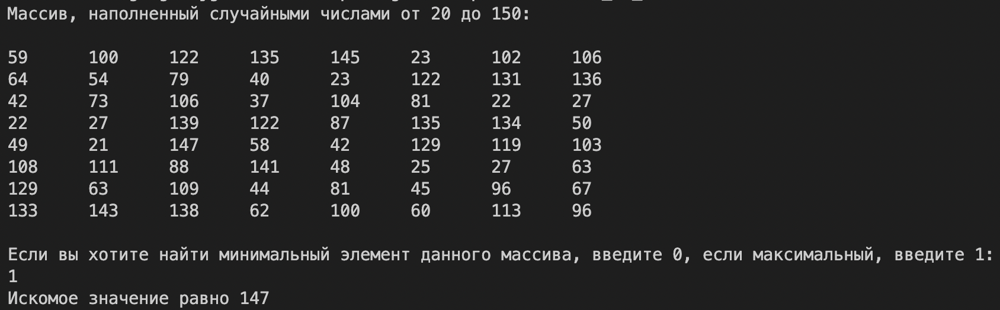 Массив, наполненный случайными числами от 20 до 150:
59 100 122 135 145 23 102 106
64 54 79 40 23 122 131 136
42 73 106 37 104 81 22 27
22 27 139 122 87 135 134 50
49 21 147 58 42 129 119 103
108 111 88 141 48 25 27 63
129 63 109 44 81 45 96 67
133 143 138 62 100 60 113 96
Если вы хотите найти минимальный элемент данного массива, введите 0, если максимальный, введите 1:
1
Искомое значение равно 147